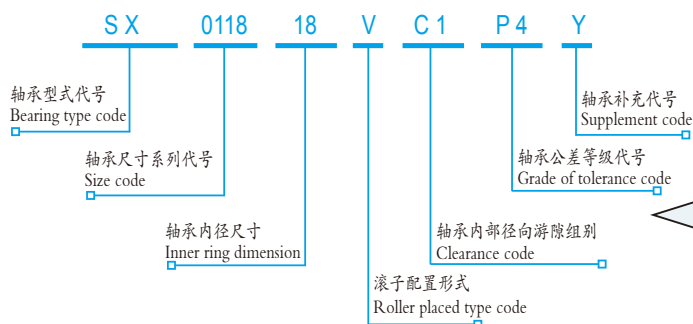 SX 0118 18 V C1 P4 Y
轴承型式代号
Bearing type code
轴承补充代号
Supplement code
轴承尺寸系列代号
Size code
轴承公差等级代号
Grade of tolerance code
轴承内径尺寸
Inner ring dimension
轴承内部径向游隙组别
Clearance code
滚子配置形式
Roller placed type code